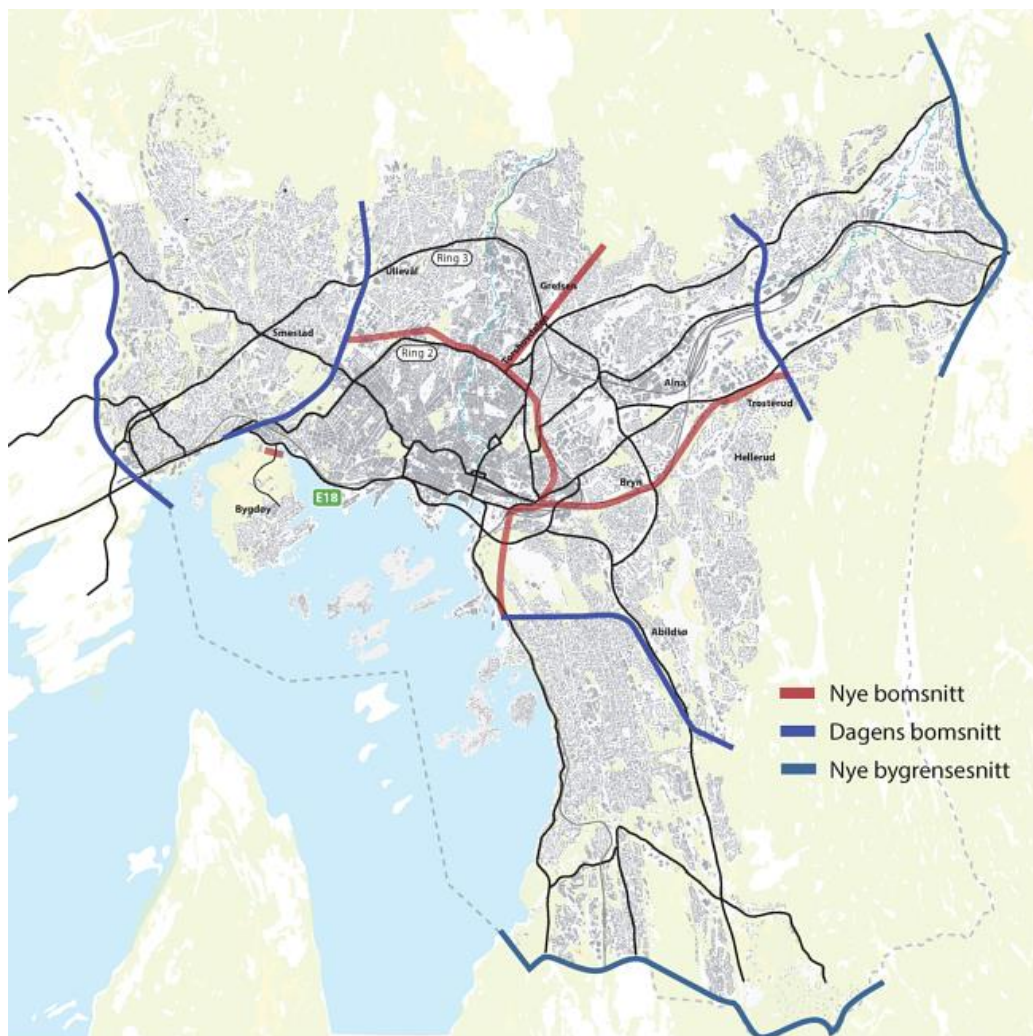 Ring 3
Ullevål
Grefsen
Smestad
Ring 2
Alna
Trosterud
Hellerud
Bryn
E18
Bygdøy
Abildsø
Nye bomsnitt
Dagens bomsnitt
Nye bygrensesnitt